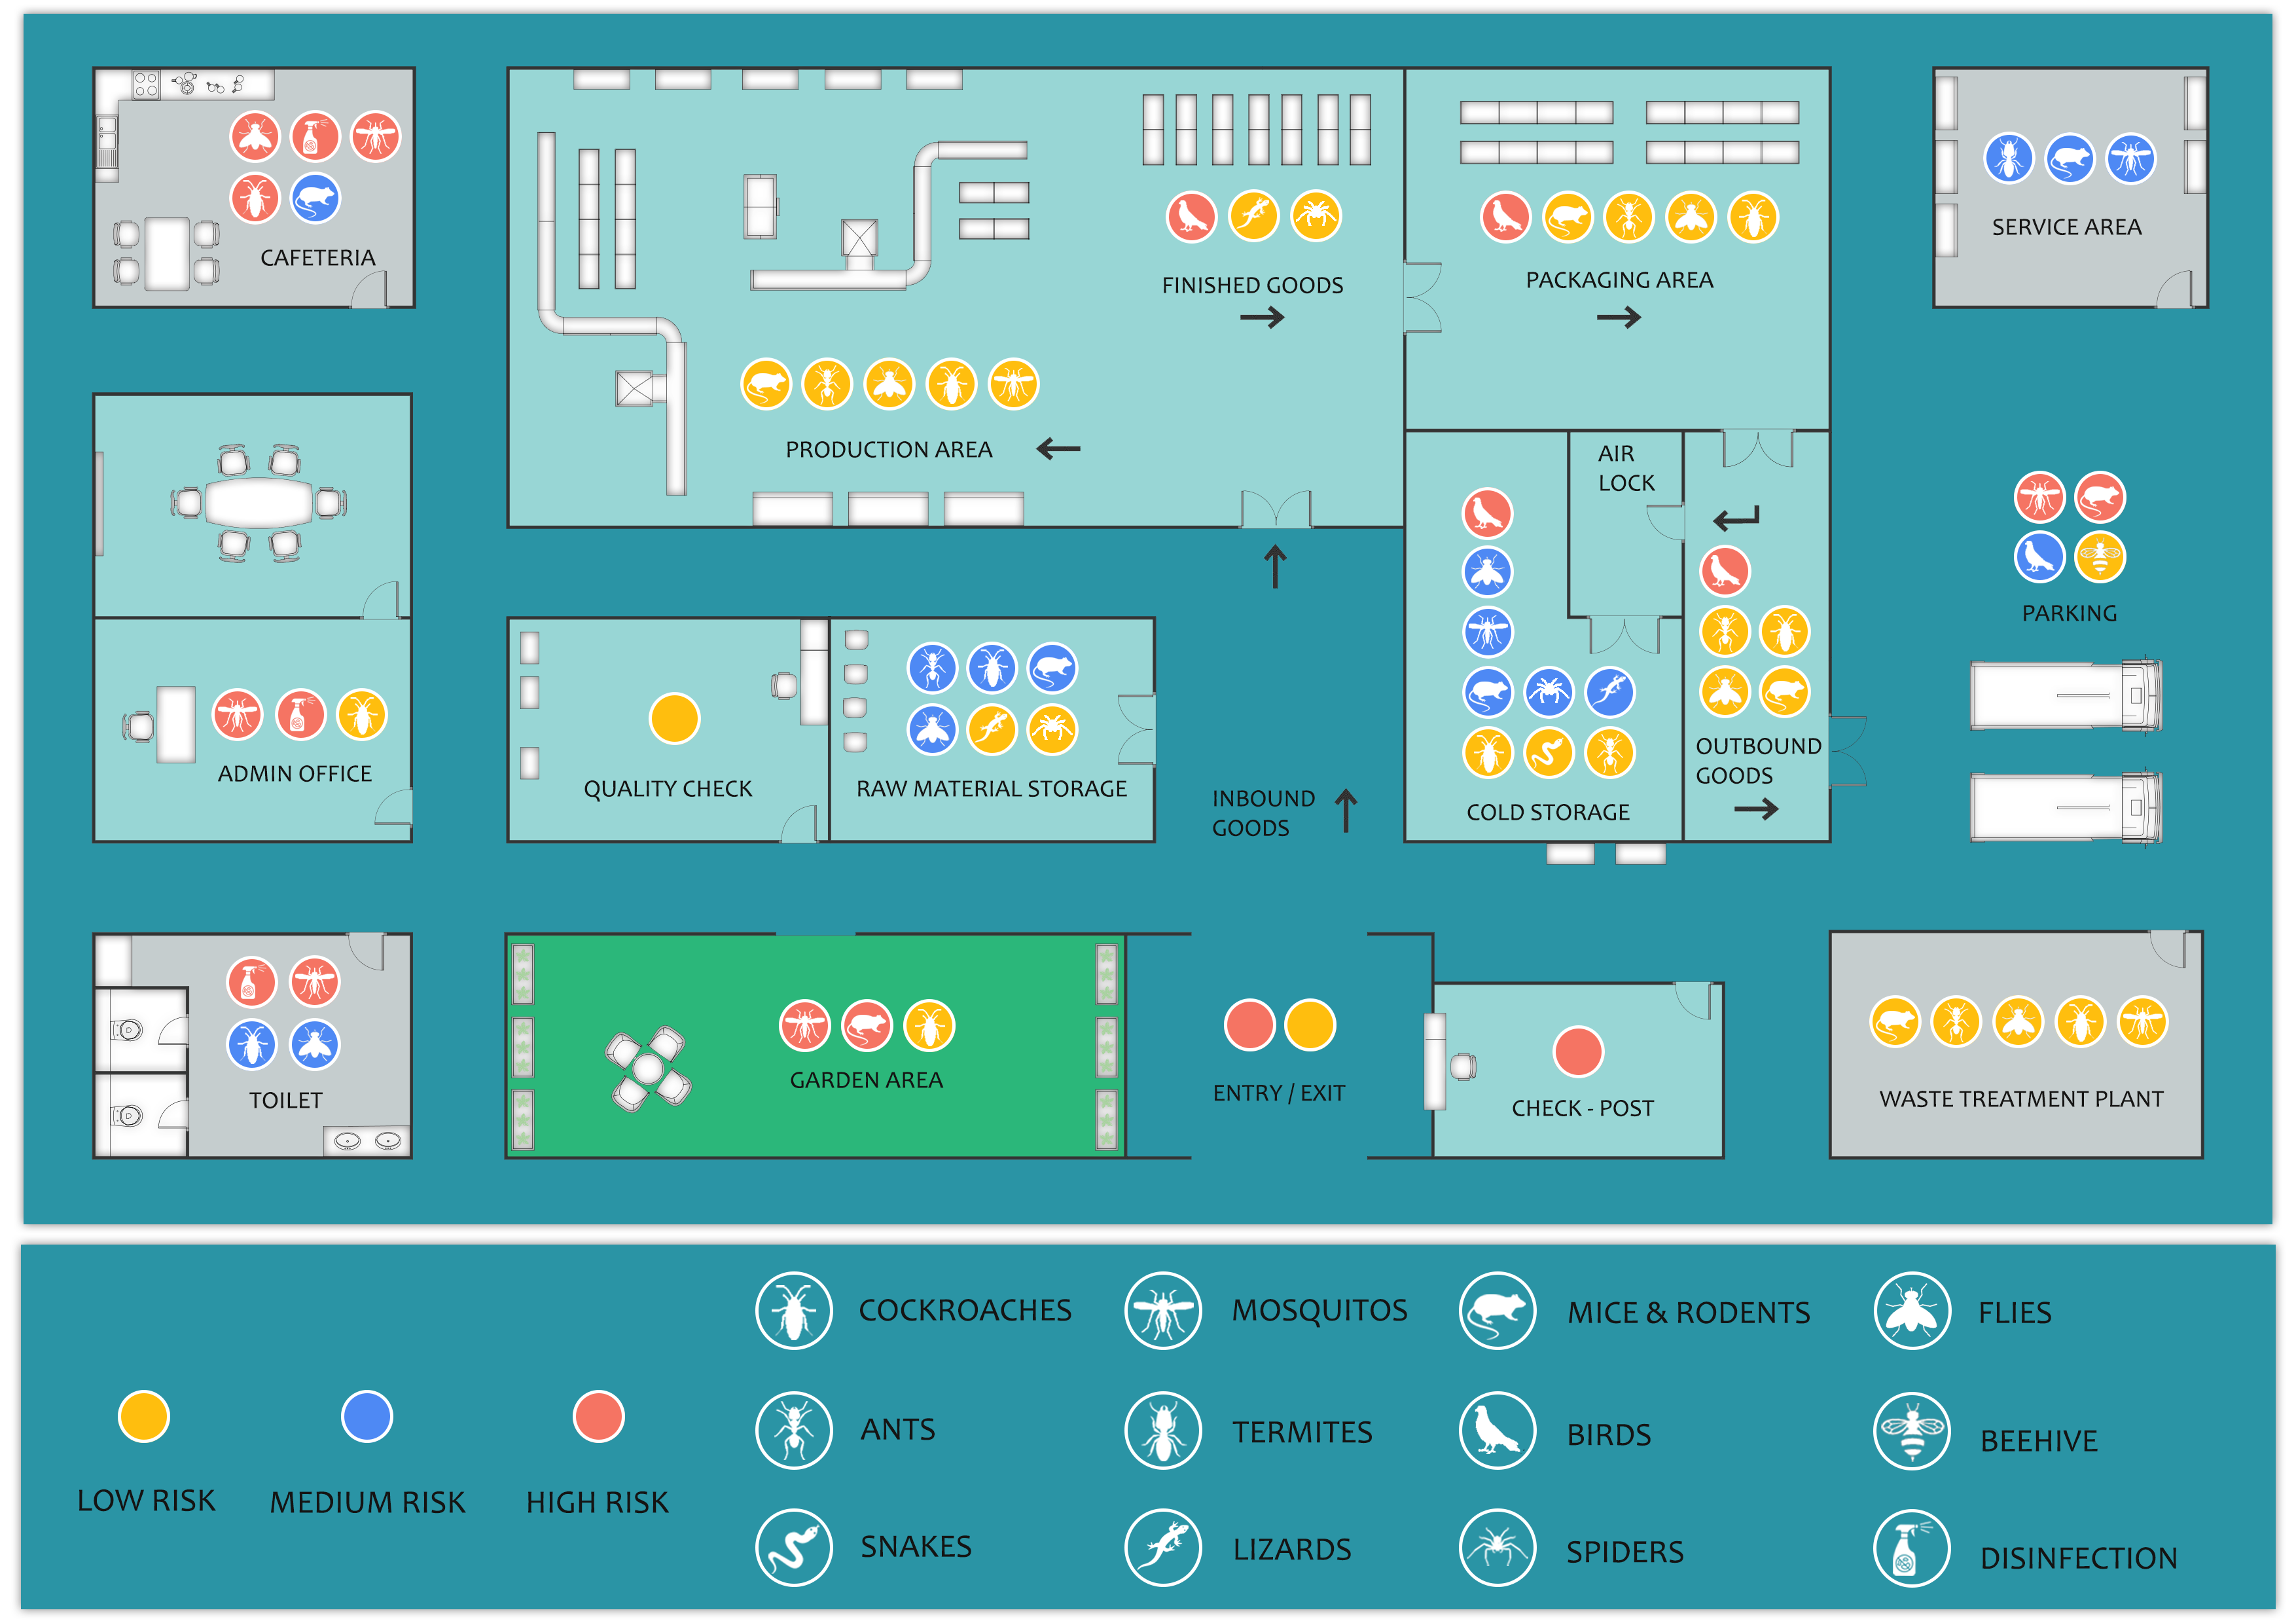 CAFETERIA
FINISHED GOODS
PACKAGING AREA
SERVICE AREA
PRODUCTION AREA
AIR
LOCK
PARKING
ADMIN OFFICE
QUALITY CHECK
RAW MATERIAL STORAGE
INBOUND
GOODS
COLD STORAGE
OUTBOUND
GOODS
TOILET
GARDEN AREA
ENTRY / EXIT
CHECK - POST
WASTE TREATMENT PLANT
LOW RISK
MEDIUM RISK
HIGH RISK
COCKROACHES
MOSQUITOS
MICE & RODENTS
FLIES
ANTS
TERMITES
BIRDS
BEEHIVE
SNAKES
LIZARDS
SPIDERS
DISINFECTION